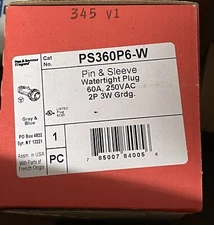 345 V1
Pass & Seymour
legrand
Cat
No.
PS360P6-W
Pin & Sleeve
Watertight Plug
60A, 250VAC
2P 3W Grdg.
Gray &
Blue
LISTED
PO Box 4822
Syr. NY 13221
1
PC
Assm. in USA
With Parts of
French Origin
7 85007 84005 6